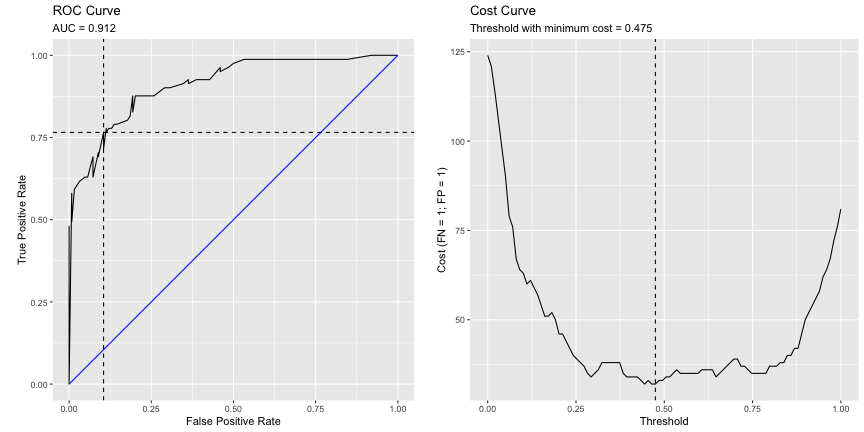 ROC Curve
AUC = 0.912
1.00
0.75
0.50
0.25
0.00
True Positive Rate
0.00 0.25 0.50 0.75 1.00
False Positive Rate
Cost Curve
Threshold with minimum cost = 0.475
125
100
75
50
Cost (FN = 1; FP = 1)
0.00 0.25 0.50 0.75 1.00
Threshold